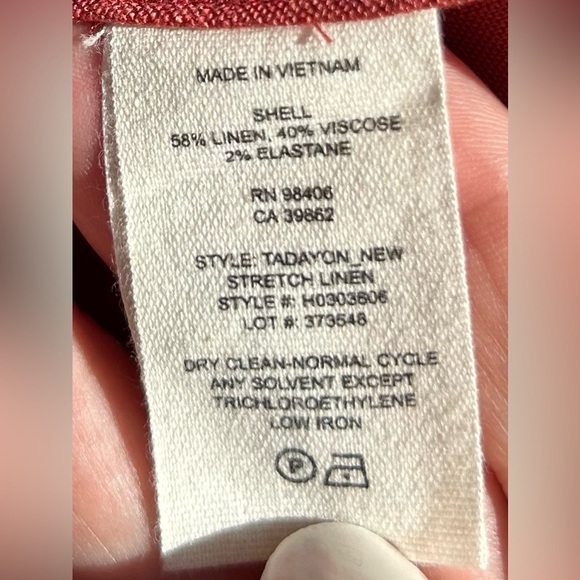 MADE IN VIETNAM
SHELL
58% LINEN, 40% VISCOSE
2% ELASTANE
RN 98406
CA 39862
STYLE: TADAYON_NEW
STRETCH LINEN
STYLE #: H0303606
LOT #: 373548
DRY CLEAN-NORMAL CYCLE
ANY SOLVENT EXCEPT
TRICHLOROETHYLENE
LOW IRON
P